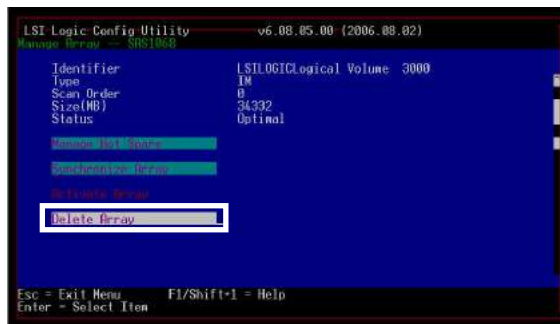 LSI Logic Config Utility v6.08.05.00 (2006.08.02)
Manage Array -- SAS1068
Identifier LSILOGICLogical Volume 3000
Type IM
Scan Order 0
Size(MB) 34332
Status Optimal
Manage Hot Spare
Synchronize Array
Activate Array
Delete Array
Esc = Exit Menu F1/Shift+1 = Help
Enter = Select Item